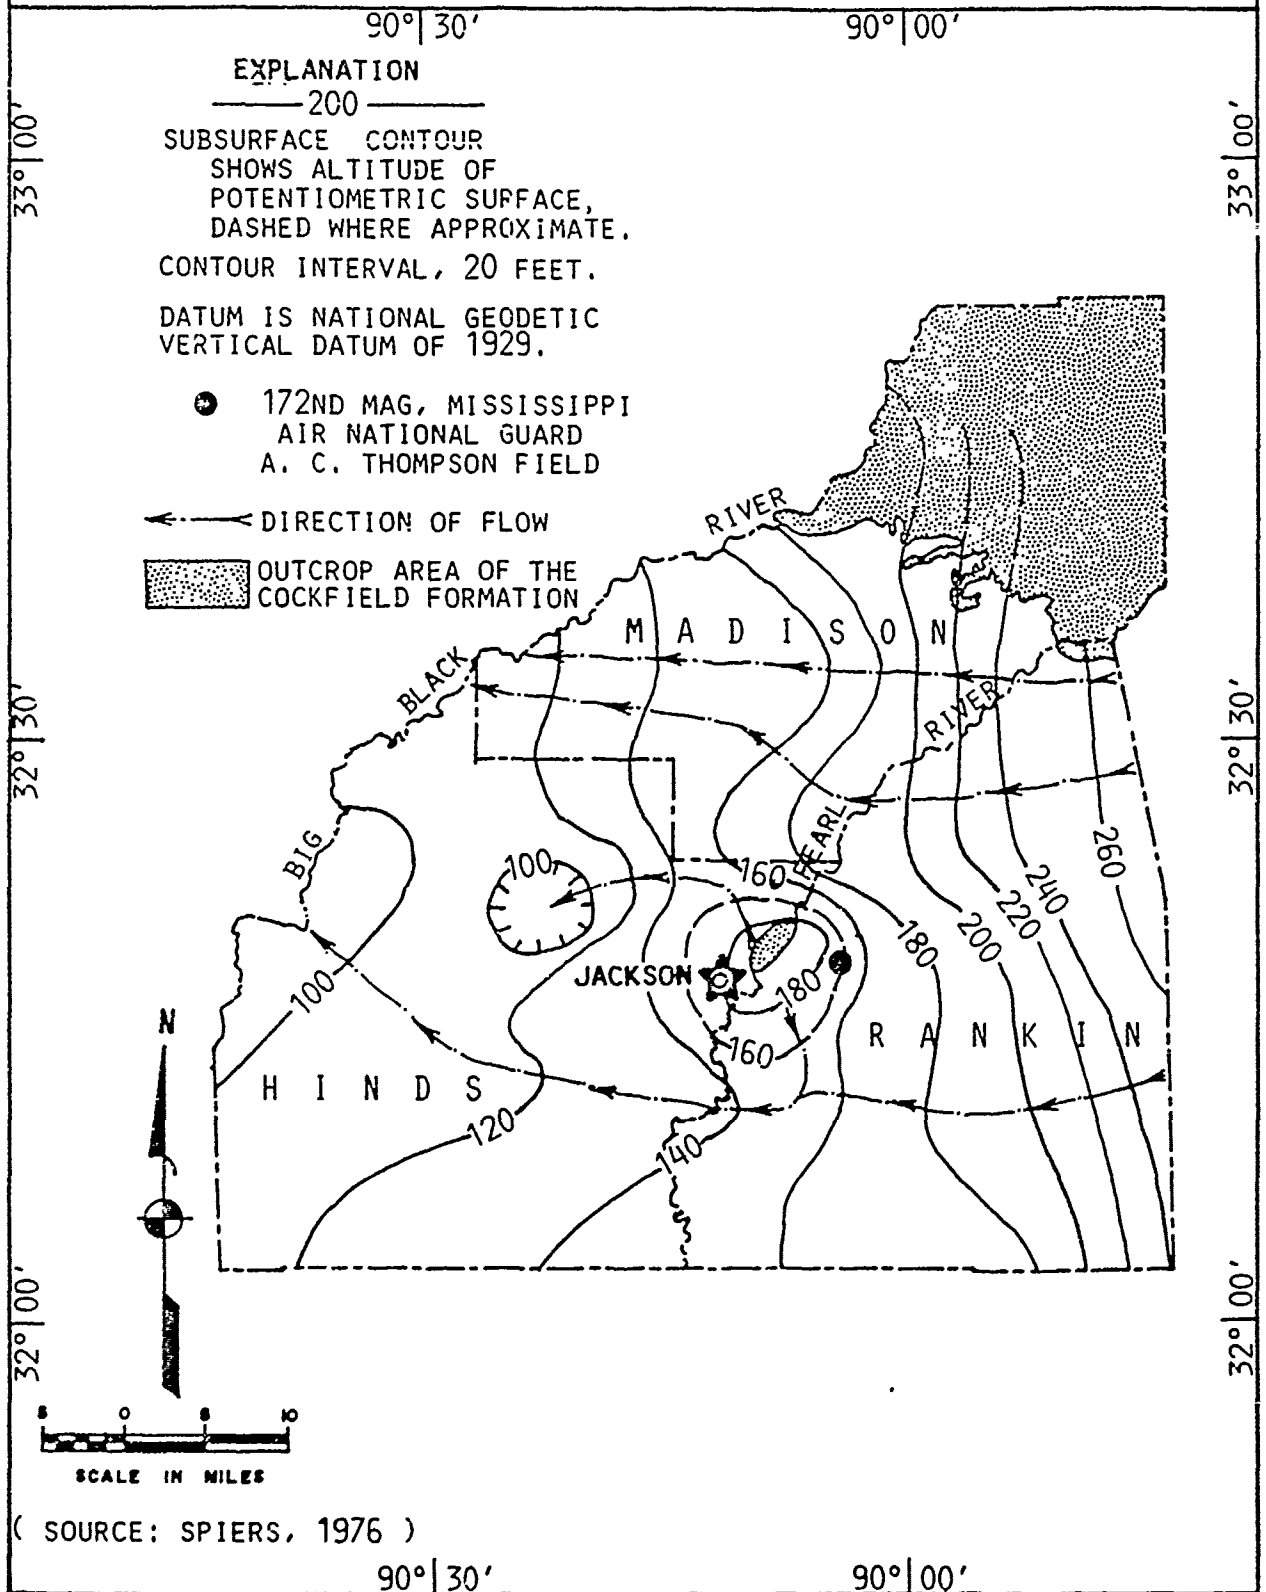 90° 30′
90° 00′
EXPLANATION
200
SUBSURFACE CONTOUR
SHOWS ALTITUDE OF
POTENTIOMETRIC SURFACE,
DASHED WHERE APPROXIMATE.
CONTOUR INTERVAL, 20 FEET.
DATUM IS NATIONAL GEODETIC
VERTICAL DATUM OF 1929.
172ND MAG, MISSISSIPPI
AIR NATIONAL GUARD
A. C. THOMPSON FIELD
DIRECTION OF FLOW
OUTCROP AREA OF THE
COCKFIELD FORMATION
33° 00′
33° 00′
RIVER
MADISON
BLACK
RIVER
32° 30′
32° 30′
PEARL
BIG
100
160
260
240
220
200
180
JACKSON
180
100
160
RANKIN
N
HINDS
120
140
32° 00′
32° 00′
5 0 5 10
SCALE IN MILES
( SOURCE: SPIERS, 1976 )
90° 30′
90° 00′